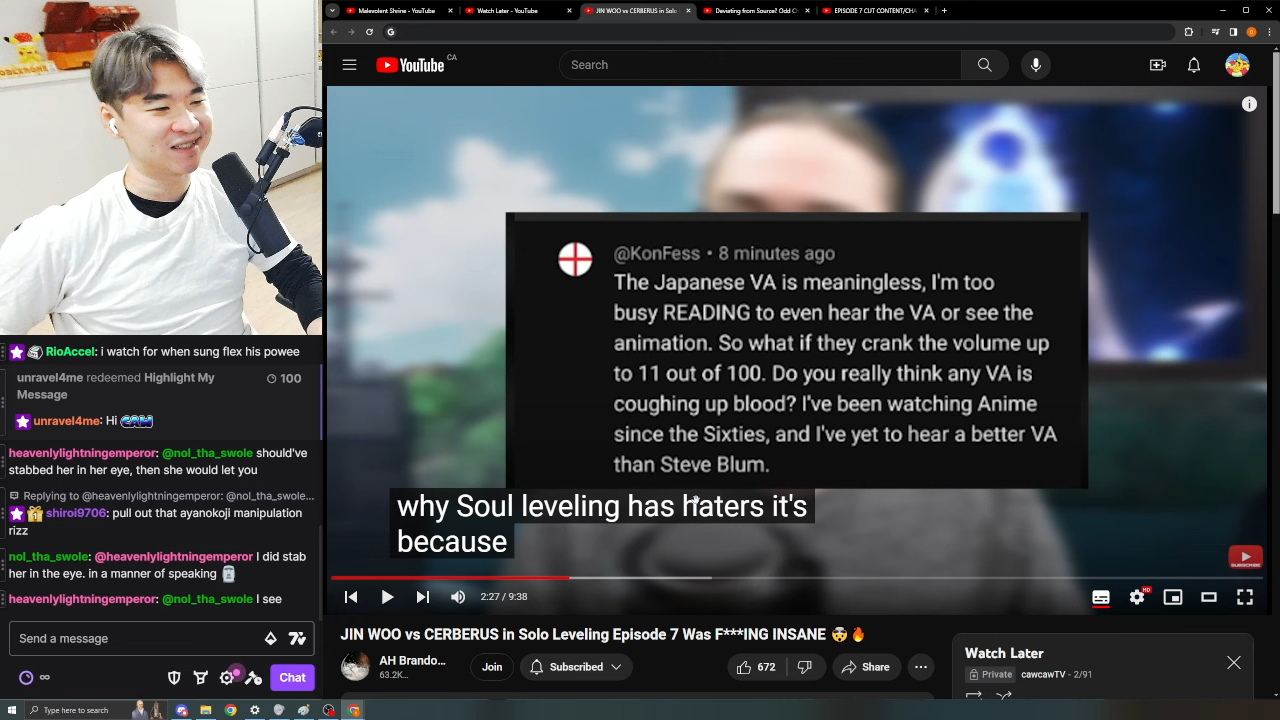 Malevolent Shrine - YouTube
Watch Later - YouTube
JIN WOO vs CERBERUS in Solo
Deviating from Source? Odd C
EPISODE 7 CUT CONTENT/CHA
YouTube CA
Search
@KonFess • 8 minutes ago
The Japanese VA is meaningless, I'm too
busy READING to even hear the VA or see the
animation. So what if they crank the volume up
to 11 out of 100. Do you really think any VA is
coughing up blood? I've been watching Anime
since the Sixties, and I've yet to hear a better VA
than Steve Blum.
why Soul leveling has haters it's
because
SUBSCRIBE
2:27 / 9:38
HD
JIN WOO vs CERBERUS in Solo Leveling Episode 7 Was F***ING INSANE 🤯🔥
AH Brando...
63.2K...
Join
Subscribed
672
Share
Watch Later
Private cawcawTV - 2/91
RioAccel: i watch for when sung flex his powee
unravel4me redeemed Highlight My
Message
100
unravel4me: Hi
heavenlylightningemperor: @nol_tha_swole should've
stabbed her in her eye, then she would let you
Replying to @heavenlylightningemperor: @nol_tha_swole...
shiroi9706: pull out that ayanokoji manipulation
rizz
nol_tha_swole: @heavenlylightningemperor I did stab
her in the eye. in a manner of speaking 🗿
heavenlylightningemperor: @nol_tha_swole I see
Send a message
∞
Chat
Type here to search